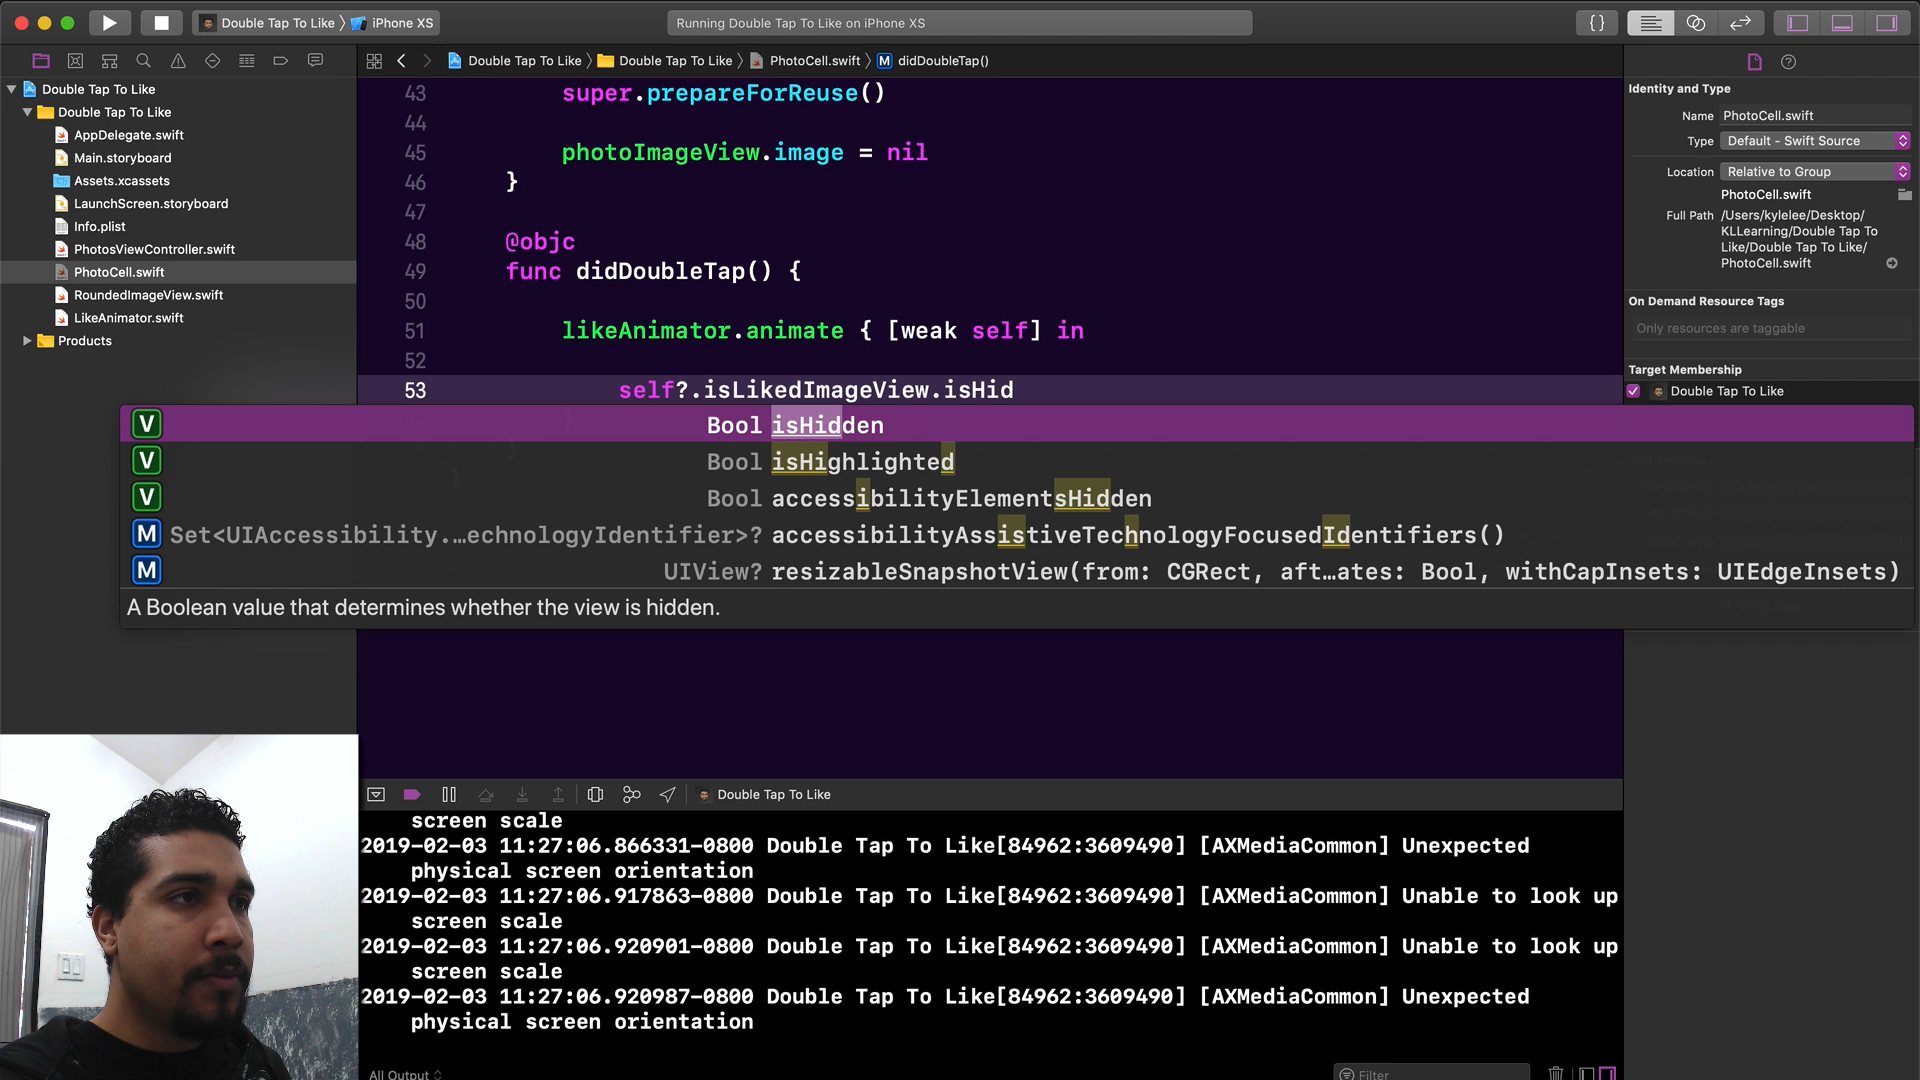 Double Tap To Like 〉 iPhone XS
Running Double Tap To Like on iPhone XS
{ }
Double Tap To Like 〉 Double Tap To Like 〉 PhotoCell.swift 〉 M didDoubleTap()
Double Tap To Like
Double Tap To Like
AppDelegate.swift
Main.storyboard
Assets.xcassets
LaunchScreen.storyboard
Info.plist
PhotosViewController.swift
PhotoCell.swift
RoundedImageView.swift
LikeAnimator.swift
Products
43 super.prepareForReuse()
44
45 photoImageView.image = nil
46 }
47
48 @objc
49 func didDoubleTap() {
50
51 likeAnimator.animate { [weak self] in
52
53 self?.isLikedImageView.isHid
V Bool isHidden
V Bool isHighlighted
V Bool accessibilityElementsHidden
M Set<UIAccessibility.…echnologyIdentifier>? accessibilityAssistiveTechnologyFocusedIdentifiers()
M UIView? resizableSnapshotView(from: CGRect, aft…ates: Bool, withCapInsets: UIEdgeInsets)
A Boolean value that determines whether the view is hidden.
Identity and Type
Name PhotoCell.swift
Type Default - Swift Source
Location Relative to Group
PhotoCell.swift
Full Path /Users/kylelee/Desktop/
KLLearning/Double Tap To
Like/Double Tap To Like/
PhotoCell.swift
On Demand Resource Tags
Only resources are taggable
Target Membership
Double Tap To Like
Double Tap To Like
screen scale
2019-02-03 11:27:06.866331-0800 Double Tap To Like[84962:3609490] [AXMediaCommon] Unexpected
physical screen orientation
2019-02-03 11:27:06.917863-0800 Double Tap To Like[84962:3609490] [AXMediaCommon] Unable to look up
screen scale
2019-02-03 11:27:06.920901-0800 Double Tap To Like[84962:3609490] [AXMediaCommon] Unable to look up
screen scale
2019-02-03 11:27:06.920987-0800 Double Tap To Like[84962:3609490] [AXMediaCommon] Unexpected
physical screen orientation
All Output
Filter